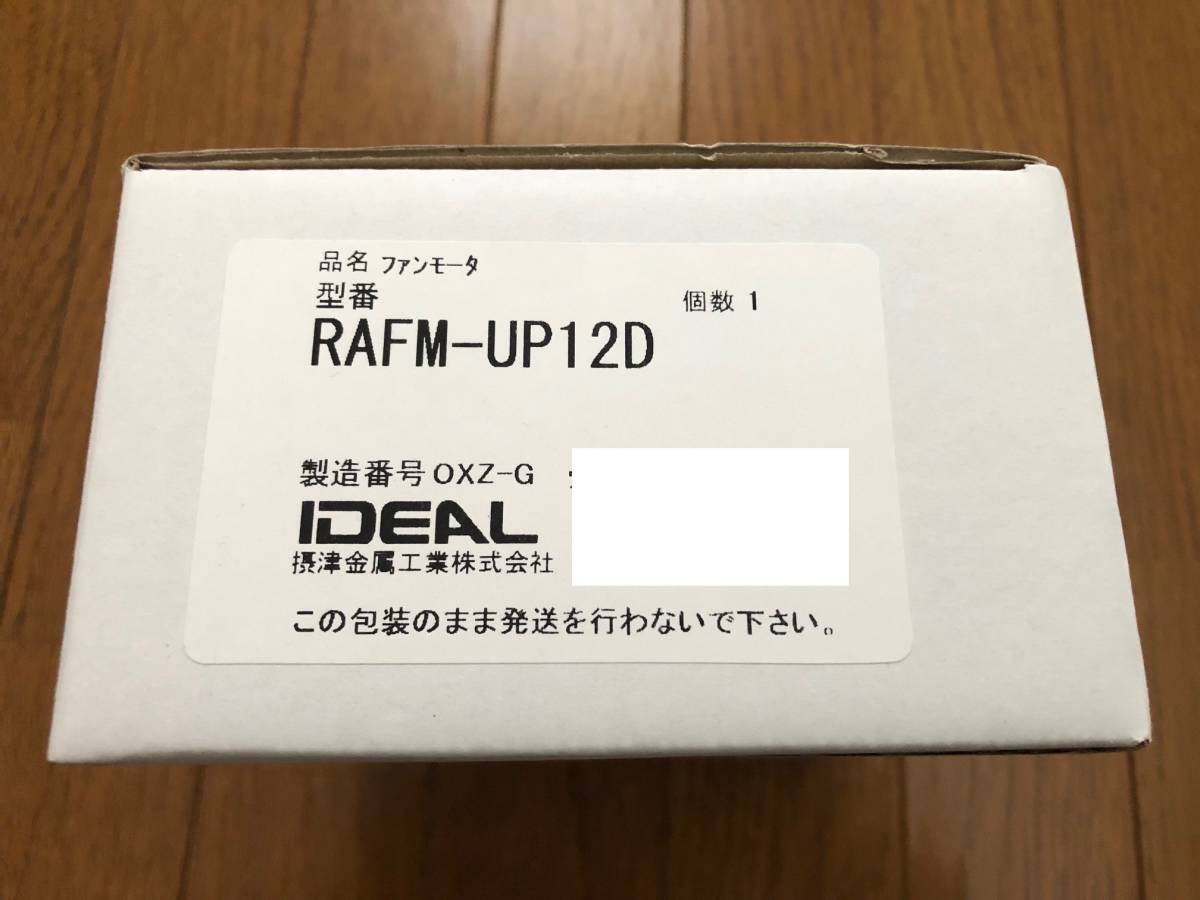 品名 ファンモータ
型番
個数 1
RAFM-UP12D
製造番号 OXZ-G
IDEAL
摂津金属工業株式会社
この包装のまま発送を行わないで下さい。